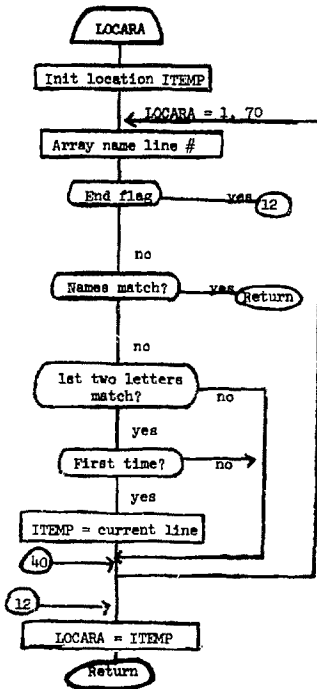 LOCARA
Init location ITEMP
LOCARA = 1, 70
Array name line #
End flag
yes
12
no
Names match?
yes
Return
no
1st two letters
match?
no
yes
First time?
no
yes
ITEMP = current line
40
12
LOCARA = ITEMP
Return